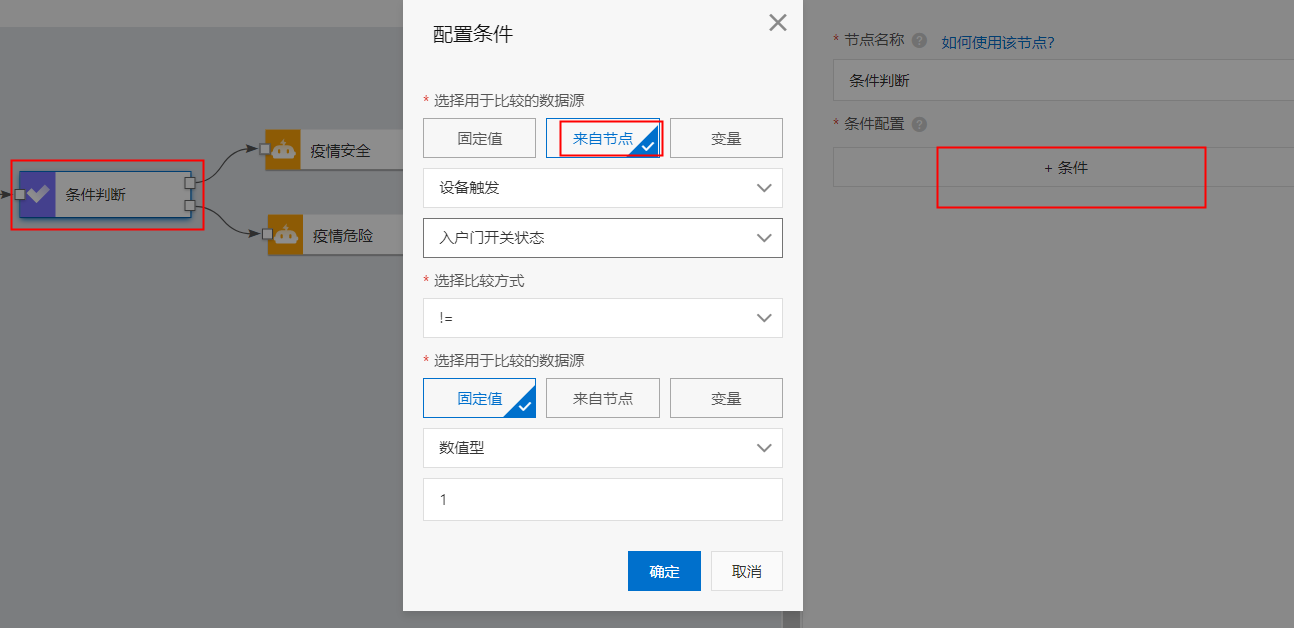 条件判断
疫情安全
疫情危险
配置条件
* 选择用于比较的数据源
固定值 来自节点 变量
设备触发
入户门开关状态
* 选择比较方式
!=
* 选择用于比较的数据源
固定值 来自节点 变量
数值型
1
确定 取消
* 节点名称 ? 如何使用该节点?
条件判断
* 条件配置 ?
+ 条件